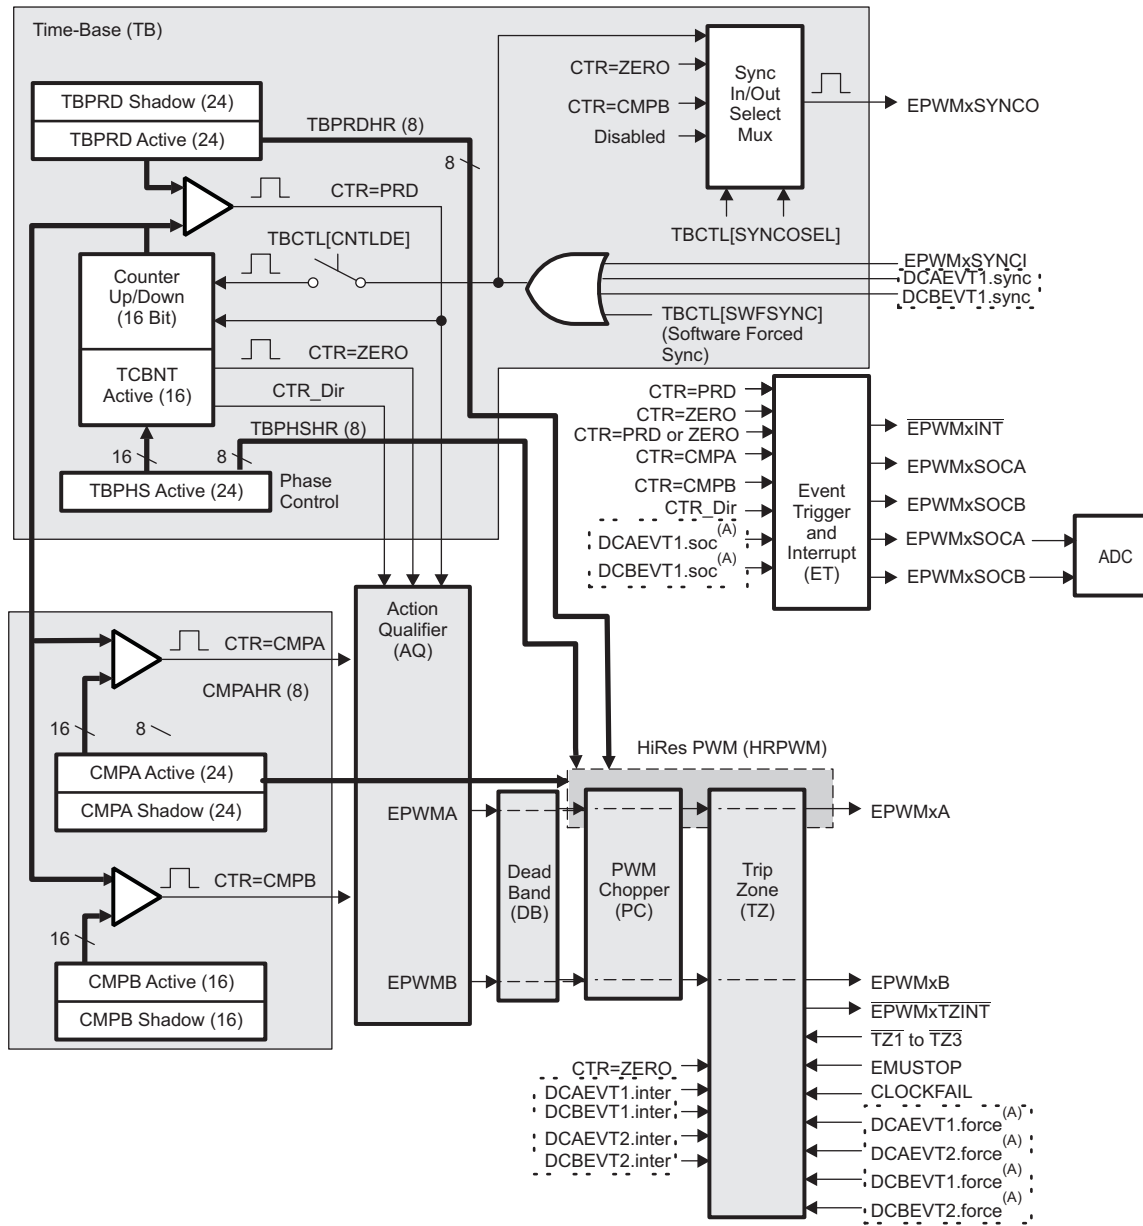 Time-Base (TB)
TBPRD Shadow (24)
TBPRD Active (24)
TBPRDHR (8)
8
CTR=PRD
TBCTL[CNTLDE]
Counter
Up/Down
(16 Bit)
TCBNT
Active (16)
CTR=ZERO
CTR_Dir
TBPHSHR (8)
16
8
TBPHS Active (24)
Phase
Control
CTR=ZERO
CTR=CMPB
Disabled
Sync
In/Out
Select
Mux
EPWMxSYNCO
TBCTL[SYNCOSEL]
EPWMxSYNCI
DCAEVT1.sync
DCBEVT1.sync
TBCTL[SWFSYNC]
(Software Forced
Sync)
CTR=PRD
CTR=ZERO
CTR=PRD or ZERO
CTR=CMPA
CTR=CMPB
CTR_Dir
DCAEVT1.soc(A)
DCBEVT1.soc(A)
Event
Trigger
and
Interrupt
(ET)
EPWMxINT
EPWMxSOCA
EPWMxSOCB
EPWMxSOCA
EPWMxSOCB
ADC
Action
Qualifier
(AQ)
CTR=CMPA
CMPAHR (8)
16
8
CMPA Active (24)
CMPA Shadow (24)
CTR=CMPB
16
CMPB Active (16)
CMPB Shadow (16)
EPWMA
EPWMB
HiRes PWM (HRPWM)
Dead
Band
(DB)
PWM
Chopper
(PC)
Trip
Zone
(TZ)
EPWMxA
EPWMxB
EPWMxTZINT
TZ1 to TZ3
EMUSTOP
CLOCKFAIL
DCAEVT1.force(A)
DCAEVT2.force(A)
DCBEVT1.force(A)
DCBEVT2.force(A)
CTR=ZERO
DCAEVT1.inter
DCBEVT1.inter
DCAEVT2.inter
DCBEVT2.inter